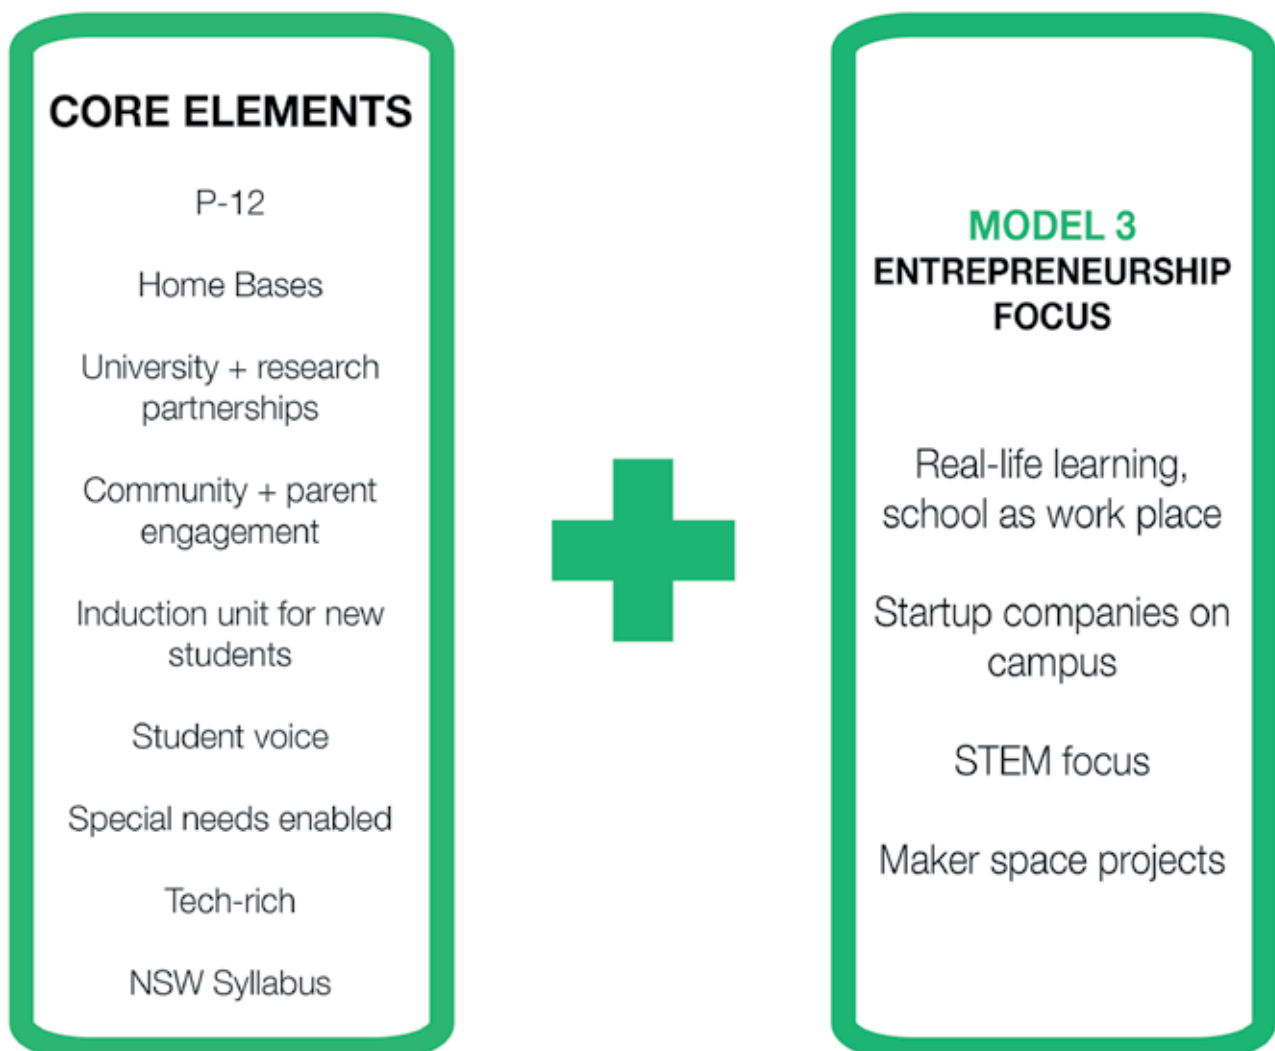 CORE ELEMENTS
P-12
Home Bases
University + research
partnerships
Community + parent
engagement
Induction unit for new
students
Student voice
Special needs enabled
Tech-rich
NSW Syllabus
MODEL 3
ENTREPRENEURSHIP
FOCUS
Real-life learning,
school as work place
Startup companies on
campus
STEM focus
Maker space projects